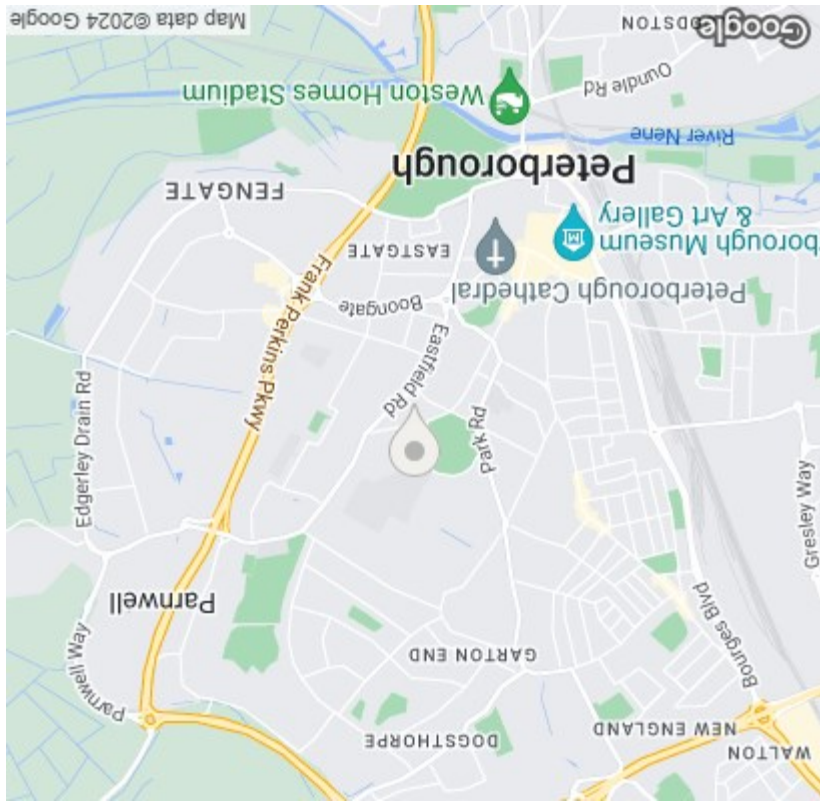 WALTON
NEW ENGLAND
DOGSTHORPE
Parnwell Way
Bourges Blvd
GARTON END
Parnwell
Gresley Way
Edgerley Drain Rd
Park Rd
Eastfield Rd
Frank Perkins Pkwy
Boongate
Peterborough Cathedral
EASTGATE
rborough Museum
& Art Gallery
FENGATE
Peterborough
River Nene
Weston Homes Stadium
Oundle Rd
ODSTON
Google
Map data ©2024 Google